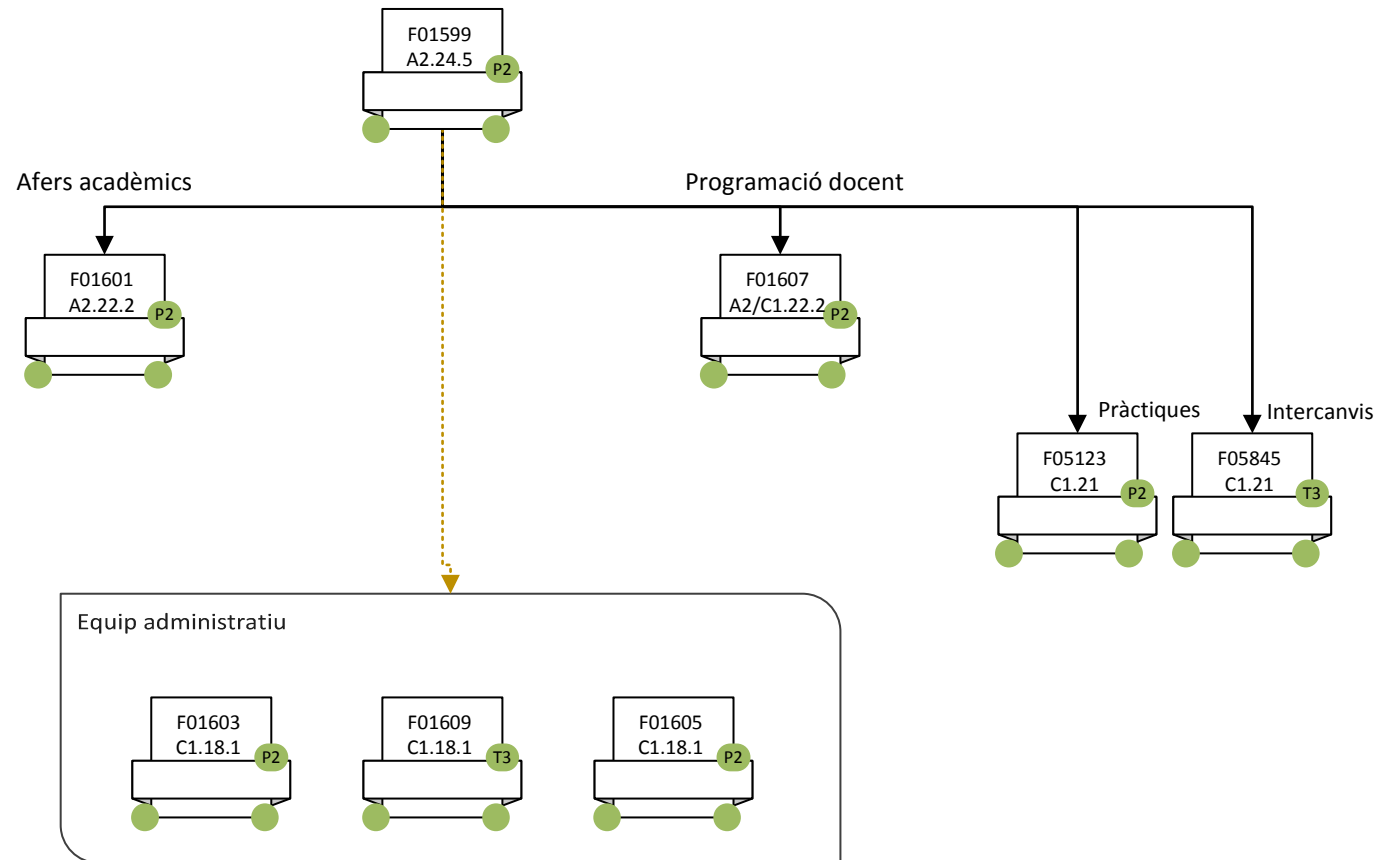 F01599
A2.24.5
P2
Afers acadèmics
Programació docent
F01601
A2.22.2
P2
F01607
A2/C1.22.2
P2
Pràctiques
Intercanvis
F05123
C1.21
P2
F05845
C1.21
T3
Equip administratiu
F01603
C1.18.1
P2
F01609
C1.18.1
T3
F01605
C1.18.1
P2